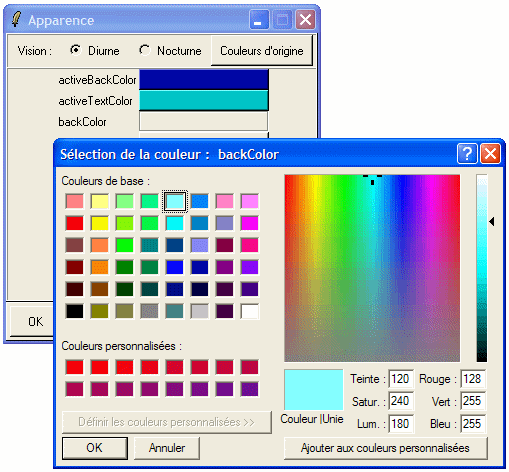 Apparence
Vision : Diurne Nocturne Couleurs d'origine
activeBackColor
activeTextColor
backColor
Sélection de la couleur : backColor
Couleurs de base :
OK
Couleurs personnalisées :
Teinte : 120 Rouge : 128
Satur. : 240 Vert : 255
Couleur |Unie Lum. : 180 Bleu : 255
Définir les couleurs personnalisées >>
OK Annuler Ajouter aux couleurs personnalisées